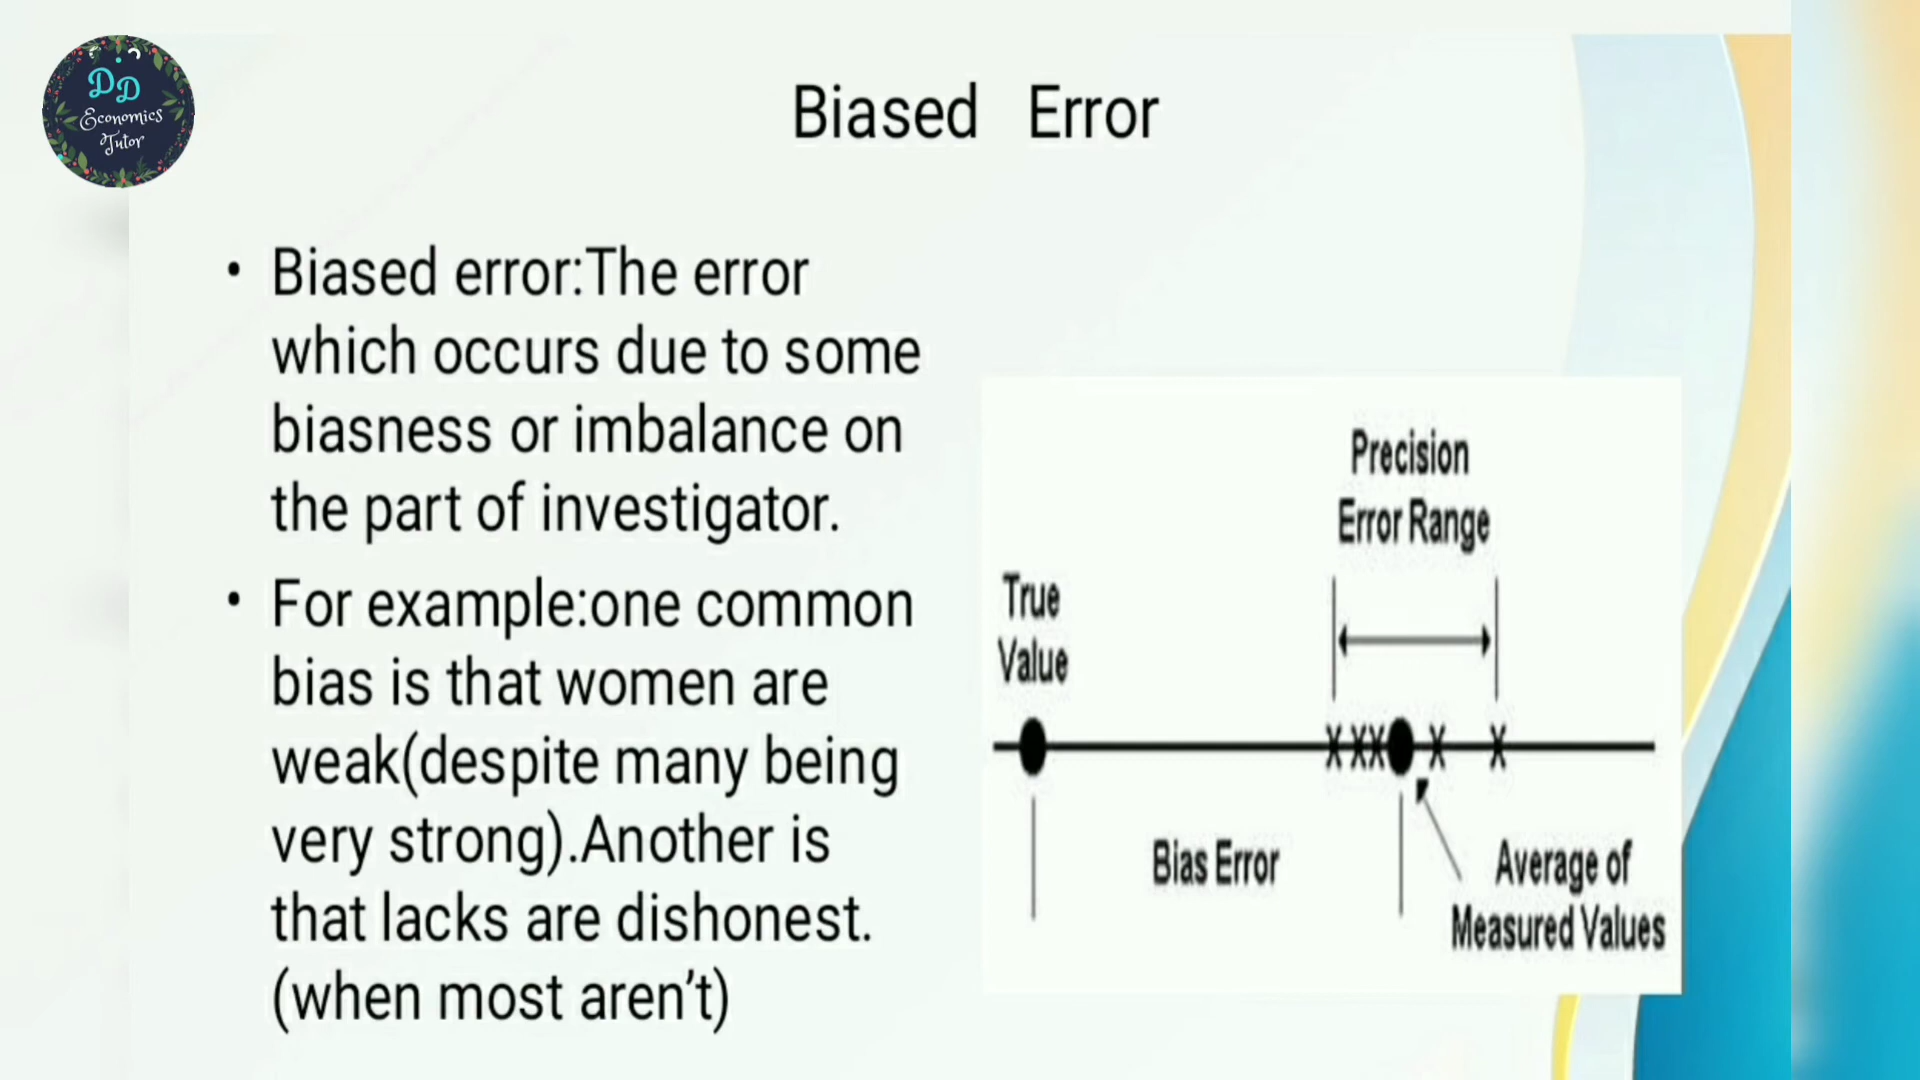 DD
Economics
Tutor
Biased Error
• Biased error:The error
which occurs due to some
biasness or imbalance on
the part of investigator.
• For example:one common
bias is that women are
weak(despite many being
very strong).Another is
that lacks are dishonest.
(when most aren't)
Precision
Error Range
True
Value
x xx x x
Bias Error
Average of
Measured Values